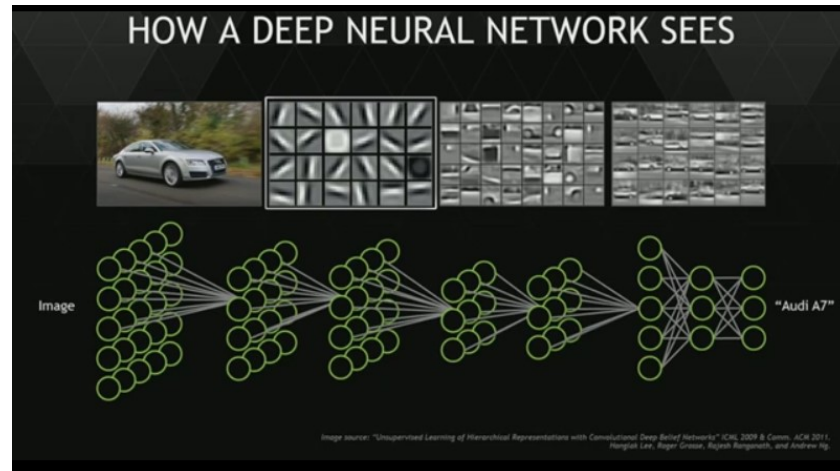 HOW A DEEP NEURAL NETWORK SEES
Image
"Audi A7"
Image source: "Unsupervised Learning of Hierarchical Representations with Convolutional Deep Belief Networks" ICML 2009 & Comm. ACM 2011.
Honglak Lee, Roger Grosse, Rajesh Ranganath, and Andrew Ng.